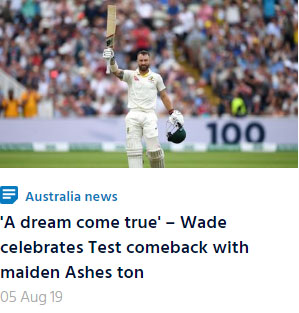 100
Australia news
'A dream come true' – Wade
celebrates Test comeback with
maiden Ashes ton
05 Aug 19